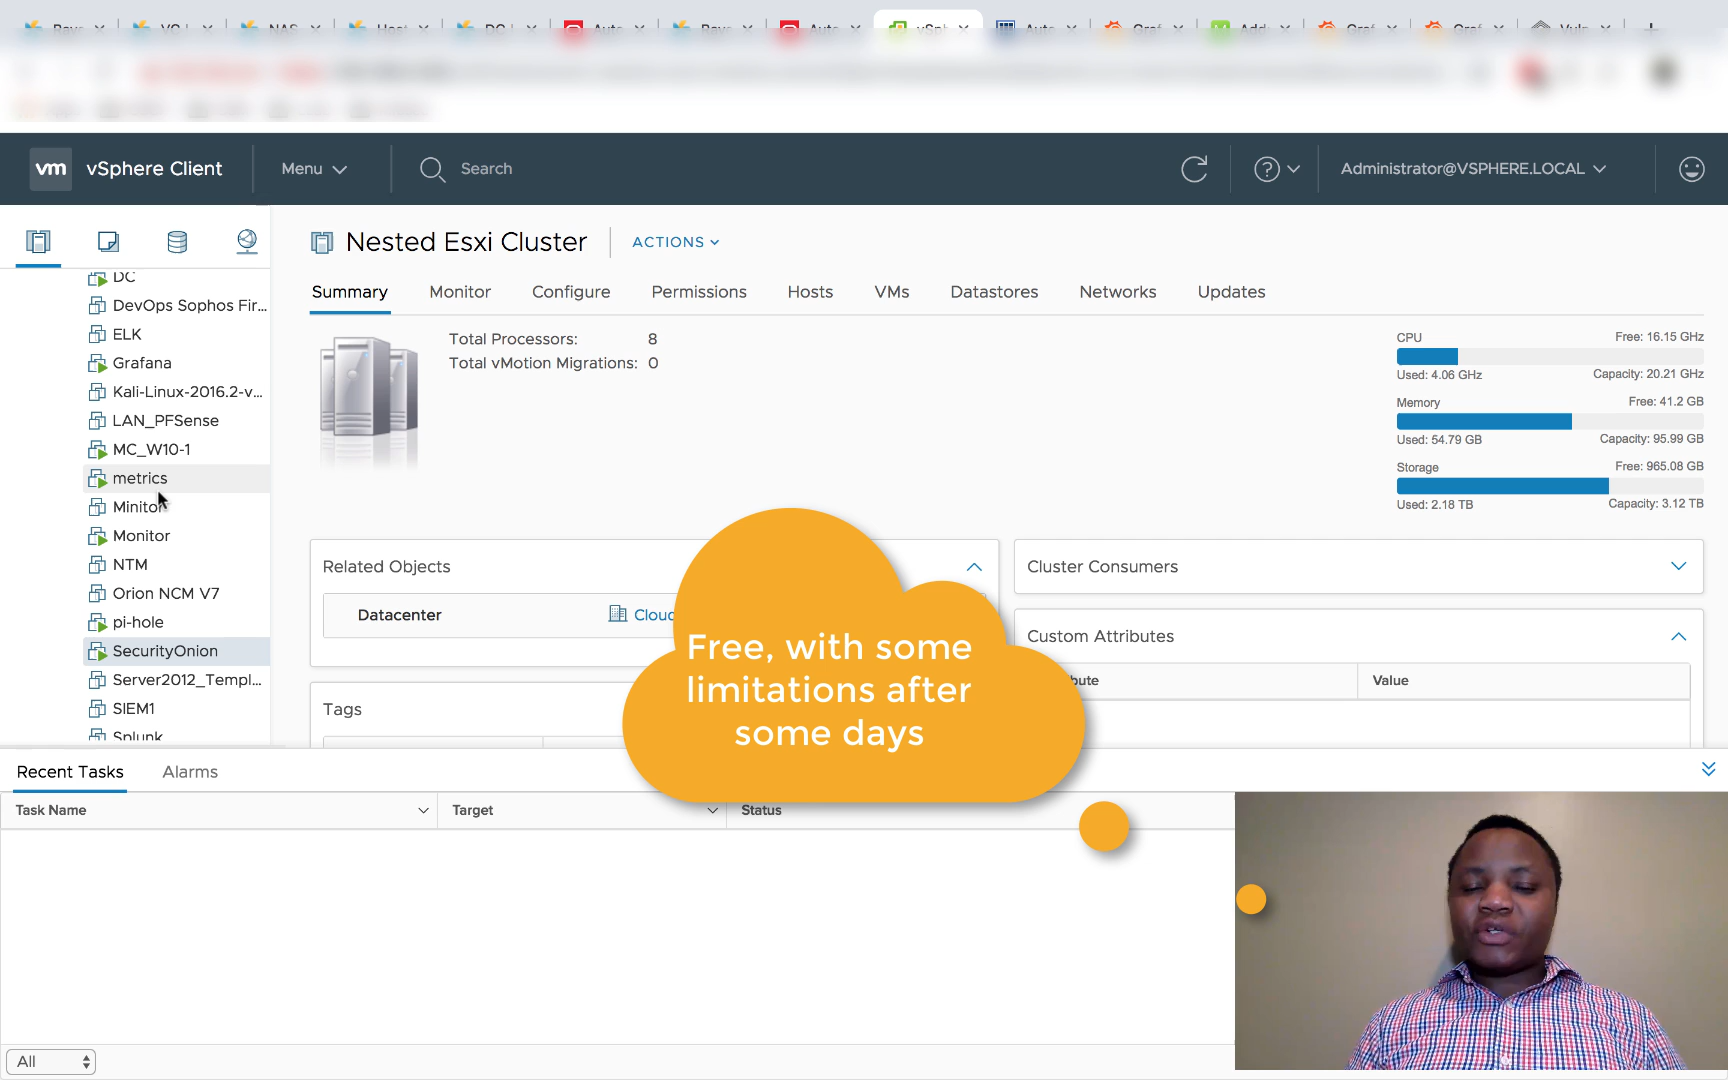 vm vSphere Client Menu Search Administrator@VSPHERE.LOCAL
DC
DevOps Sophos Fir...
ELK
Grafana
Kali-Linux-2016.2-v...
LAN_PFSense
MC_W10-1
metrics
Minitor
Monitor
NTM
Orion NCM V7
pi-hole
SecurityOnion
Server2012_Templ...
SIEM1
Splunk
Nested Esxi Cluster ACTIONS
Summary Monitor Configure Permissions Hosts VMs Datastores Networks Updates
Total Processors: 8
Total vMotion Migrations: 0
CPU Free: 16.15 GHz
Used: 4.06 GHz Capacity: 20.21 GHz
Memory Free: 41.2 GB
Used: 54.79 GB Capacity: 95.99 GB
Storage Free: 965.08 GB
Used: 2.18 TB Capacity: 3.12 TB
Related Objects
Datacenter Cloud
Tags
Cluster Consumers
Custom Attributes
bute Value
Free, with some
limitations after
some days
Recent Tasks Alarms
Task Name Target Status
All